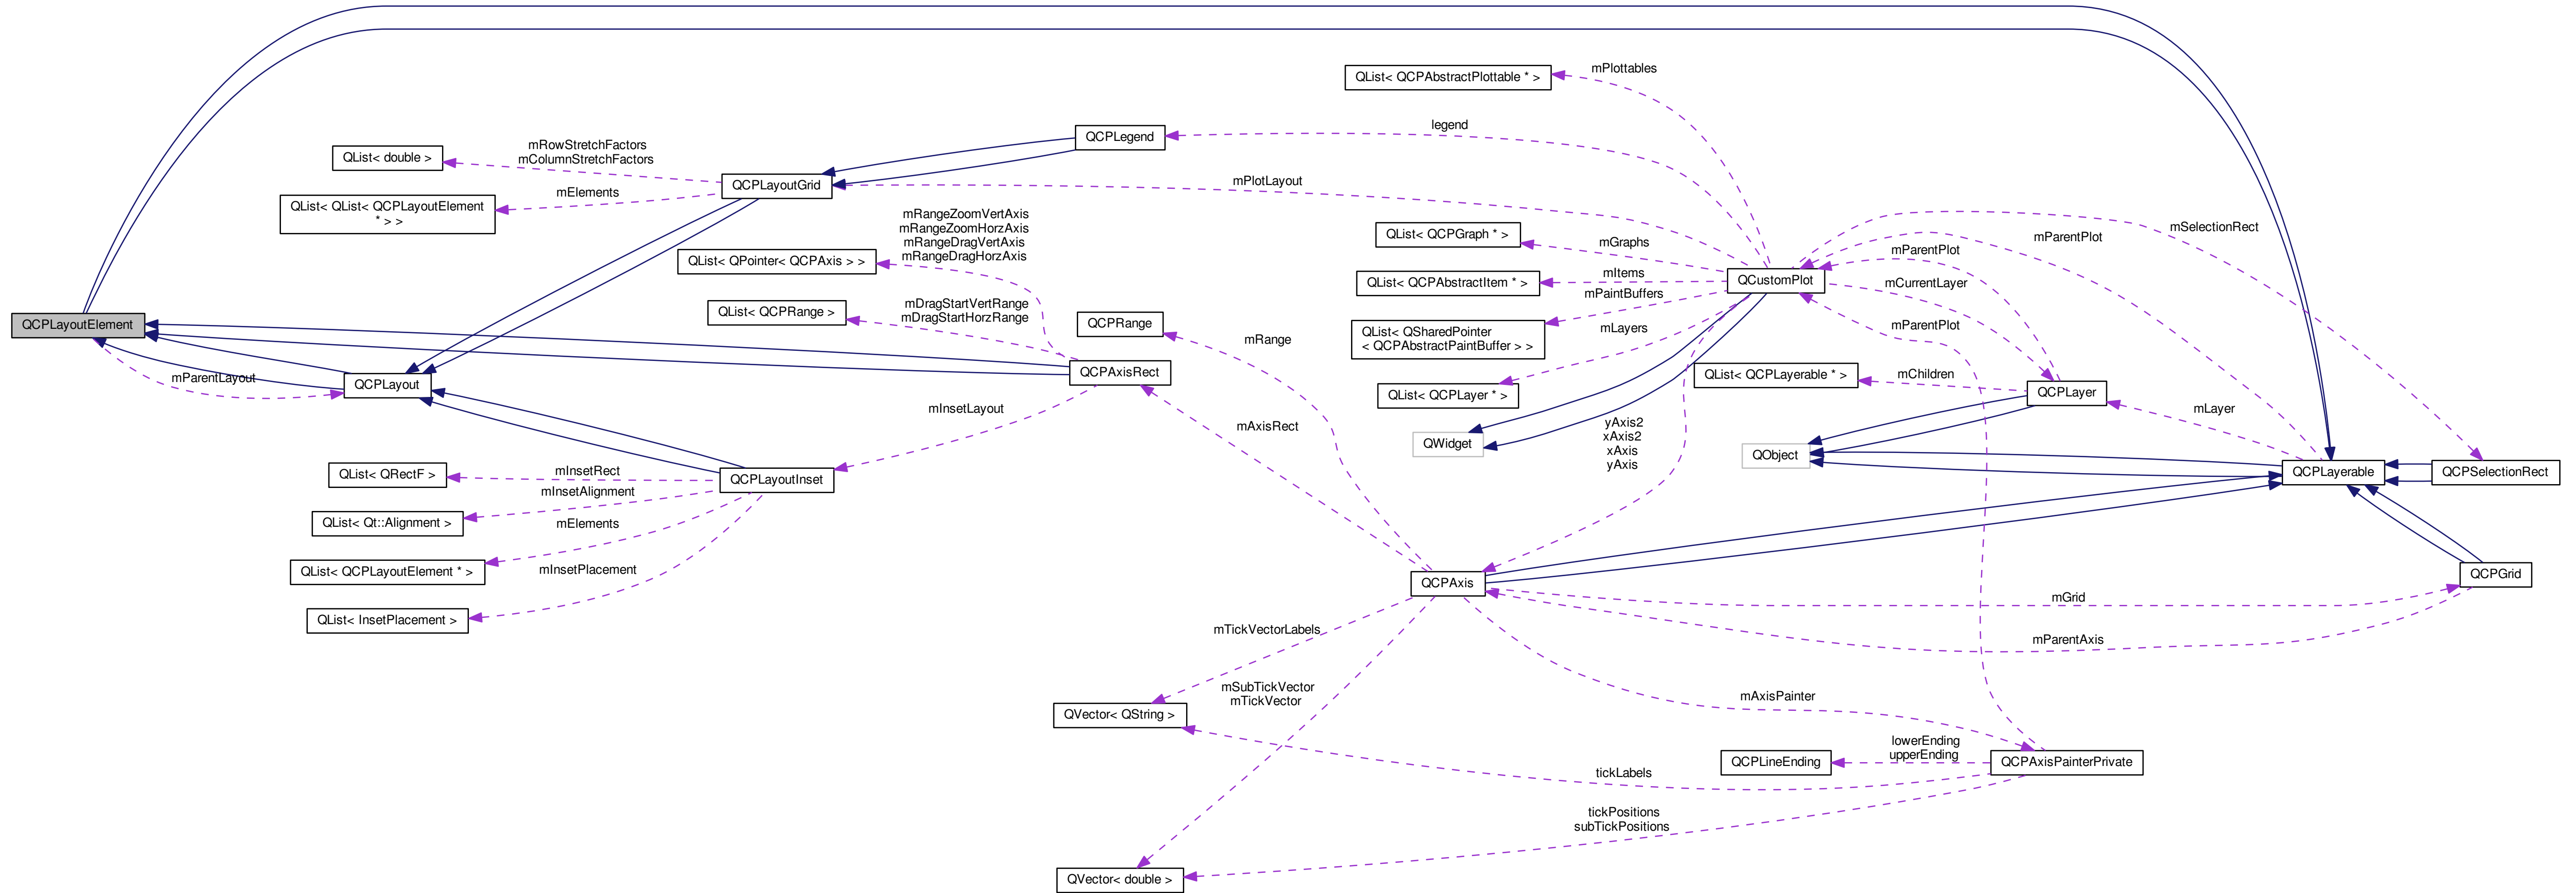 mPlottables
QList< QCPAbstractPlottable * >
legend
QCPLegend
mRowStretchFactors
mColumnStretchFactors
QList< double >
mPlotLayout
QCPLayoutGrid
mElements
QList< QList< QCPLayoutElement
* > >
mRangeZoomVertAxis
mRangeZoomHorzAxis
mRangeDragVertAxis
mRangeDragHorzAxis
QList< QPointer< QCPAxis > >
QList< QCPGraph * >
mGraphs
mSelectionRect
mParentPlot
mParentPlot
QList< QCPAbstractItem * >
mItems
QCustomPlot
mCurrentLayer
mPaintBuffers
mDragStartVertRange
mDragStartHorzRange
QList< QCPRange >
QCPLayoutElement
QCPRange
mRange
QList< QSharedPointer
< QCPAbstractPaintBuffer > >
mLayers
mParentPlot
mParentLayout
QCPLayout
QCPAxisRect
QList< QCPLayerable * >
mChildren
QCPLayer
QList< QCPLayer * >
mInsetLayout
mAxisRect
mLayer
yAxis2
xAxis2
xAxis
yAxis
QWidget
QObject
QCPLayerable
QCPSelectionRect
mInsetRect
QList< QRectF >
QCPLayoutInset
mInsetAlignment
QList< Qt::Alignment >
mElements
QList< QCPLayoutElement * >
mInsetPlacement
QList< InsetPlacement >
QCPAxis
QCPGrid
mGrid
mTickVectorLabels
mParentAxis
mSubTickVector
mTickVector
mAxisPainter
QVector< QString >
lowerEnding
upperEnding
QCPLineEnding
QCPAxisPainterPrivate
tickLabels
tickPositions
subTickPositions
QVector< double >